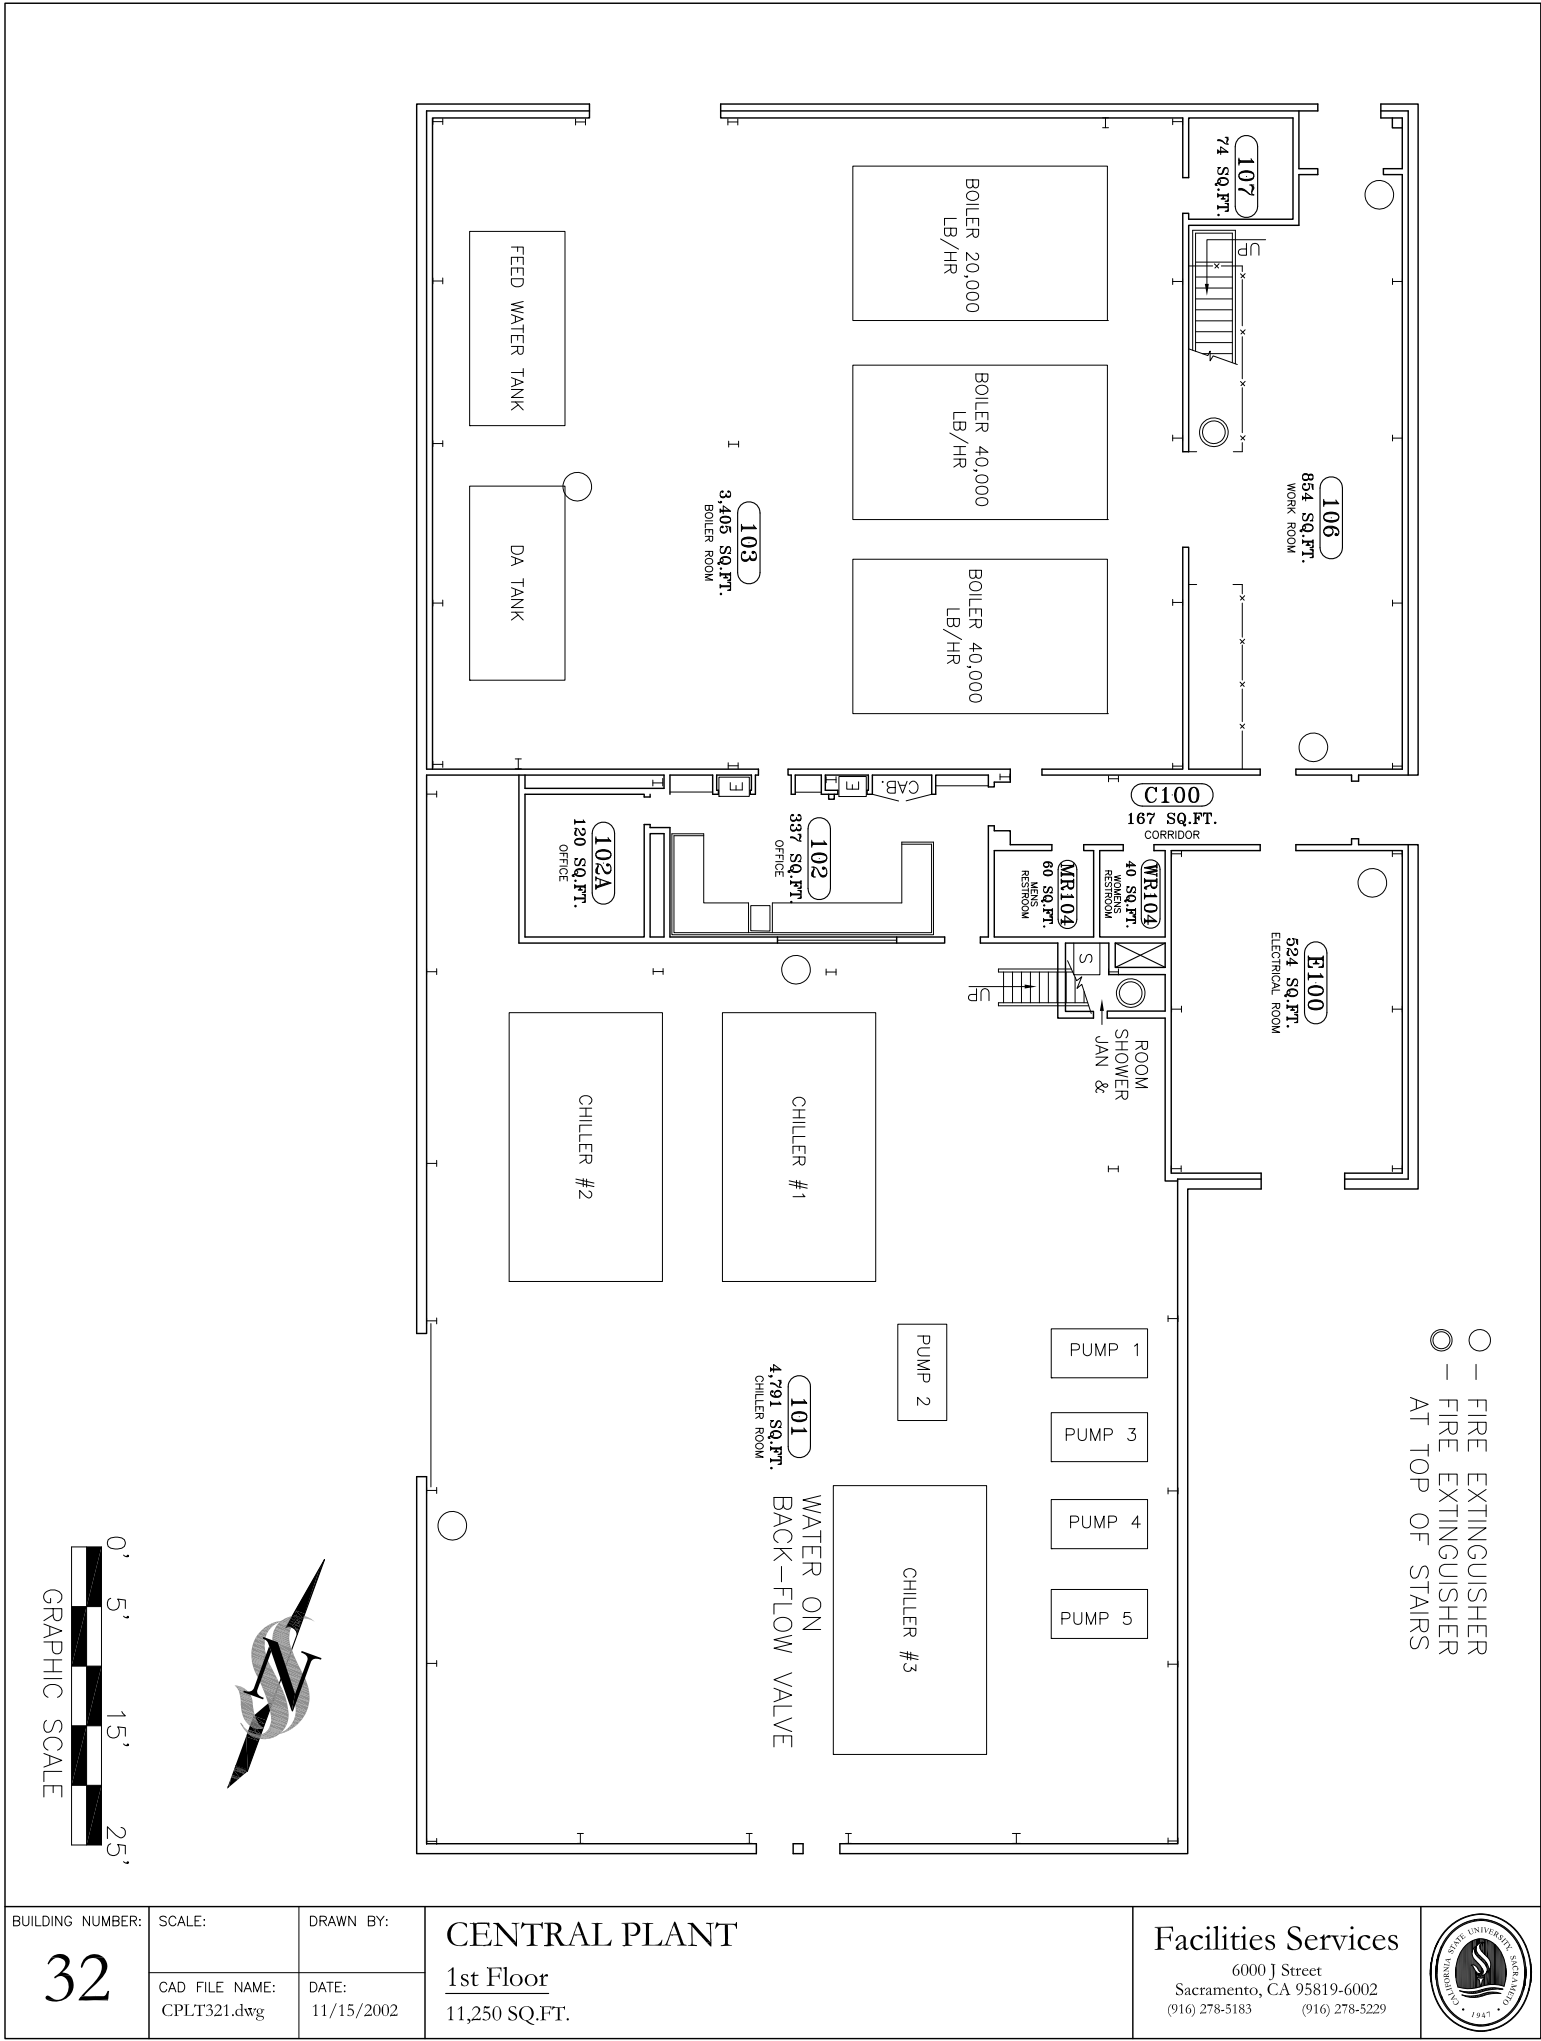 107
74 SQ.FT.
UP
BOILER 20,000
LB/HR
FEED WATER TANK
BOILER 40,000
LB/HR
106
854 SQ.FT.
WORK ROOM
103
3,405 SQ.FT.
BOILER ROOM
DA TANK
BOILER 40,000
LB/HR
E
E
CAB.
C100
167 SQ.FT.
CORRIDOR
102A
120 SQ.FT.
OFFICE
102
337 SQ.FT.
OFFICE
MR104
60 SQ.FT.
MENS
RESTROOM
WR104
40 SQ.FT.
WOMENS
RESTROOM
E100
524 SQ.FT.
ELECTRICAL ROOM
S
UP
ROOM
SHOWER
JAN &
CHILLER #2
CHILLER #1
PUMP 1
PUMP 2
PUMP 3
PUMP 4
PUMP 5
101
4,791 SQ.FT.
CHILLER ROOM
WATER ON
BACK-FLOW VALVE
CHILLER #3
– FIRE EXTINGUISHER
– FIRE EXTINGUISHER
AT TOP OF STAIRS
N
0' 5' 15' 25'
GRAPHIC SCALE
BUILDING NUMBER:
32
SCALE:
CAD FILE NAME:
CPLT321.dwg
DRAWN BY:
DATE:
11/15/2002
CENTRAL PLANT
1st Floor
11,250 SQ.FT.
Facilities Services
6000 J Street
Sacramento, CA 95819-6002
(916) 278-5183 (916) 278-5229
CALIFORNIA STATE UNIVERSITY, SACRAMETO
• 1947 •